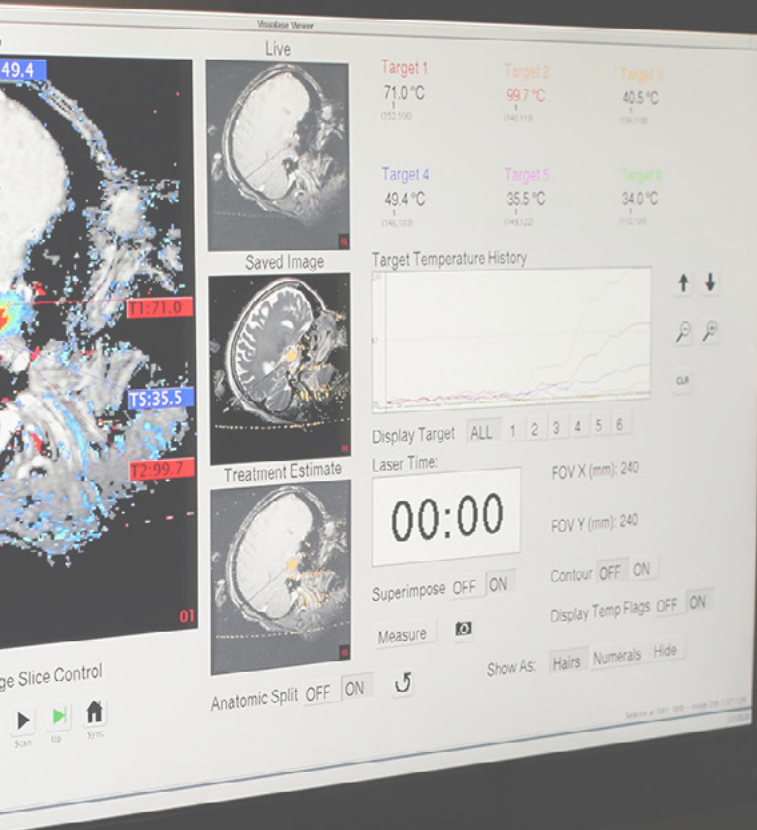 Visualase Viewer
49.4
T1:71.0
T5:35.5
T2:99.7
01
ge Slice Control
Scan
Up
Sync
Live
Saved Image
Treatment Estimate
Anatomic Split OFF ON
Target 1
71.0 °C
Target 2
99.7 °C
Target 3
40.5 °C
Target 4
49.4 °C
Target 5
35.5 °C
Target 6
34.0 °C
Target Temperature History
CLR
Display Target ALL 1 2 3 4 5 6
Laser Time:
00:00
FOV X (mm): 240
FOV Y (mm): 240
Superimpose OFF ON
Contour OFF ON
Display Temp Flags OFF ON
Measure
Show As: Hairs Numerals Hide